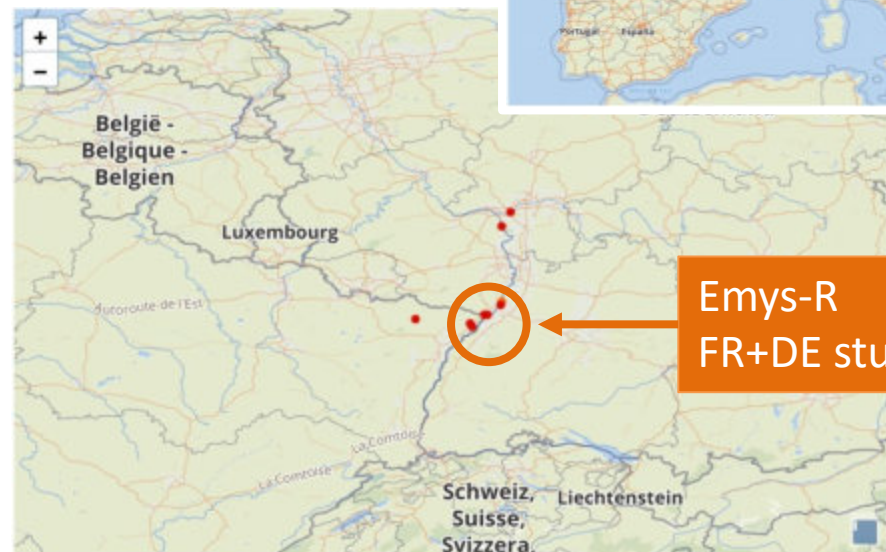 +
−
Portugal España
België -
Belgique -
Belgien
Luxembourg
Autoroute de l'Est
Emys-R
FR+DE stu
La Comtoise
La Comtoise
Schweiz,
Suisse,
Svizzera,
Liechtenstein